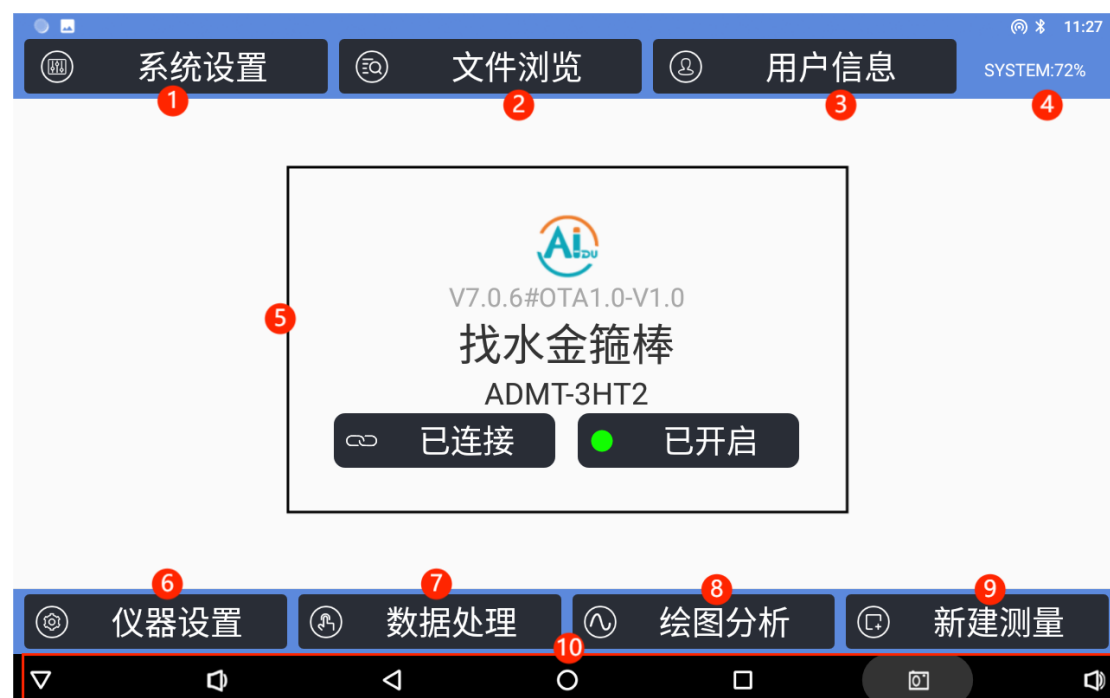 11:27
系统设置
文件浏览
用户信息
SYSTEM:72%
1
2
3
4
AiDU
V7.0.6#OTA1.0-V1.0
5
找水金箍棒
ADMT-3HT2
已连接
已开启
6
7
8
9
仪器设置
数据处理
绘图分析
新建测量
10